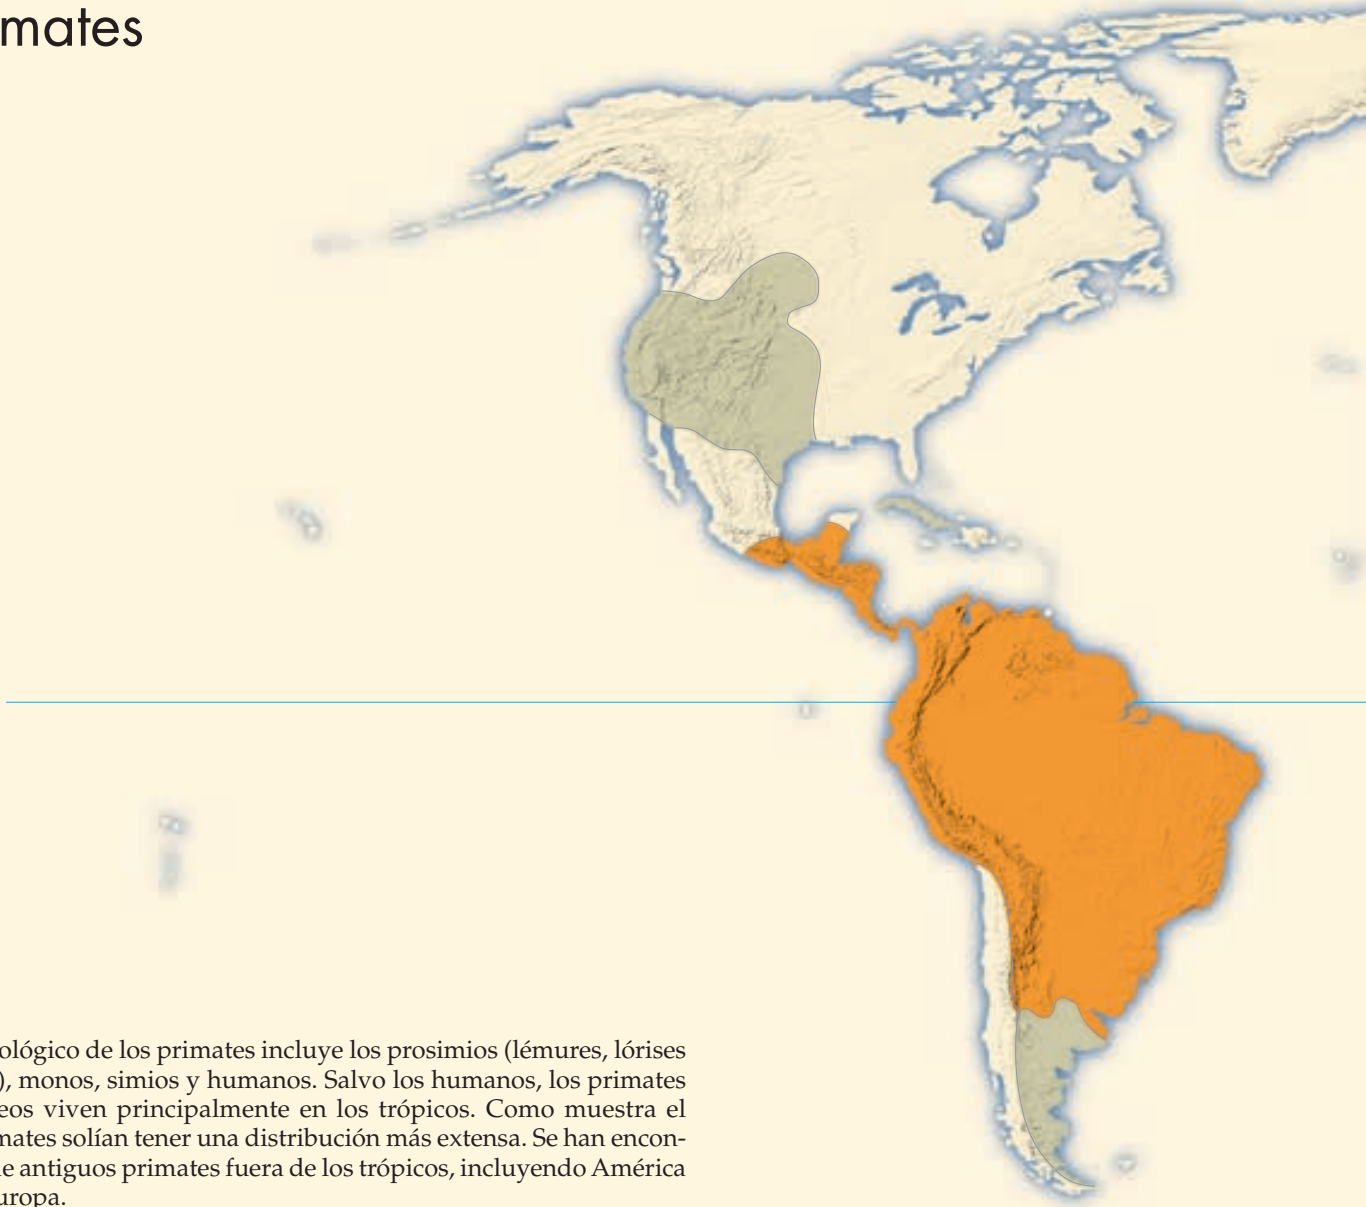 mates
ológico de los primates incluye los prosimios (lémures, lórises
), monos, simios y humanos. Salvo los humanos, los primates
eos viven principalmente en los trópicos. Como muestra el
mates solían tener una distribución más extensa. Se han encon-
e antiguos primates fuera de los trópicos, incluyendo América
uropa.